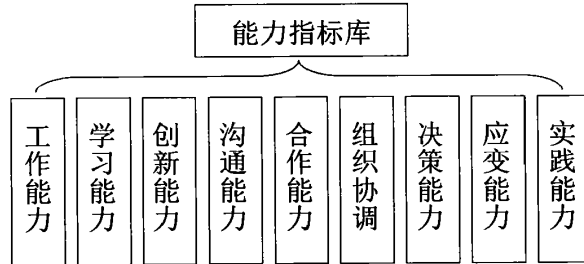 能力指标库
工作能力
学习能力
创新能力
沟通能力
合作能力
组织协调
决策能力
应变能力
实践能力